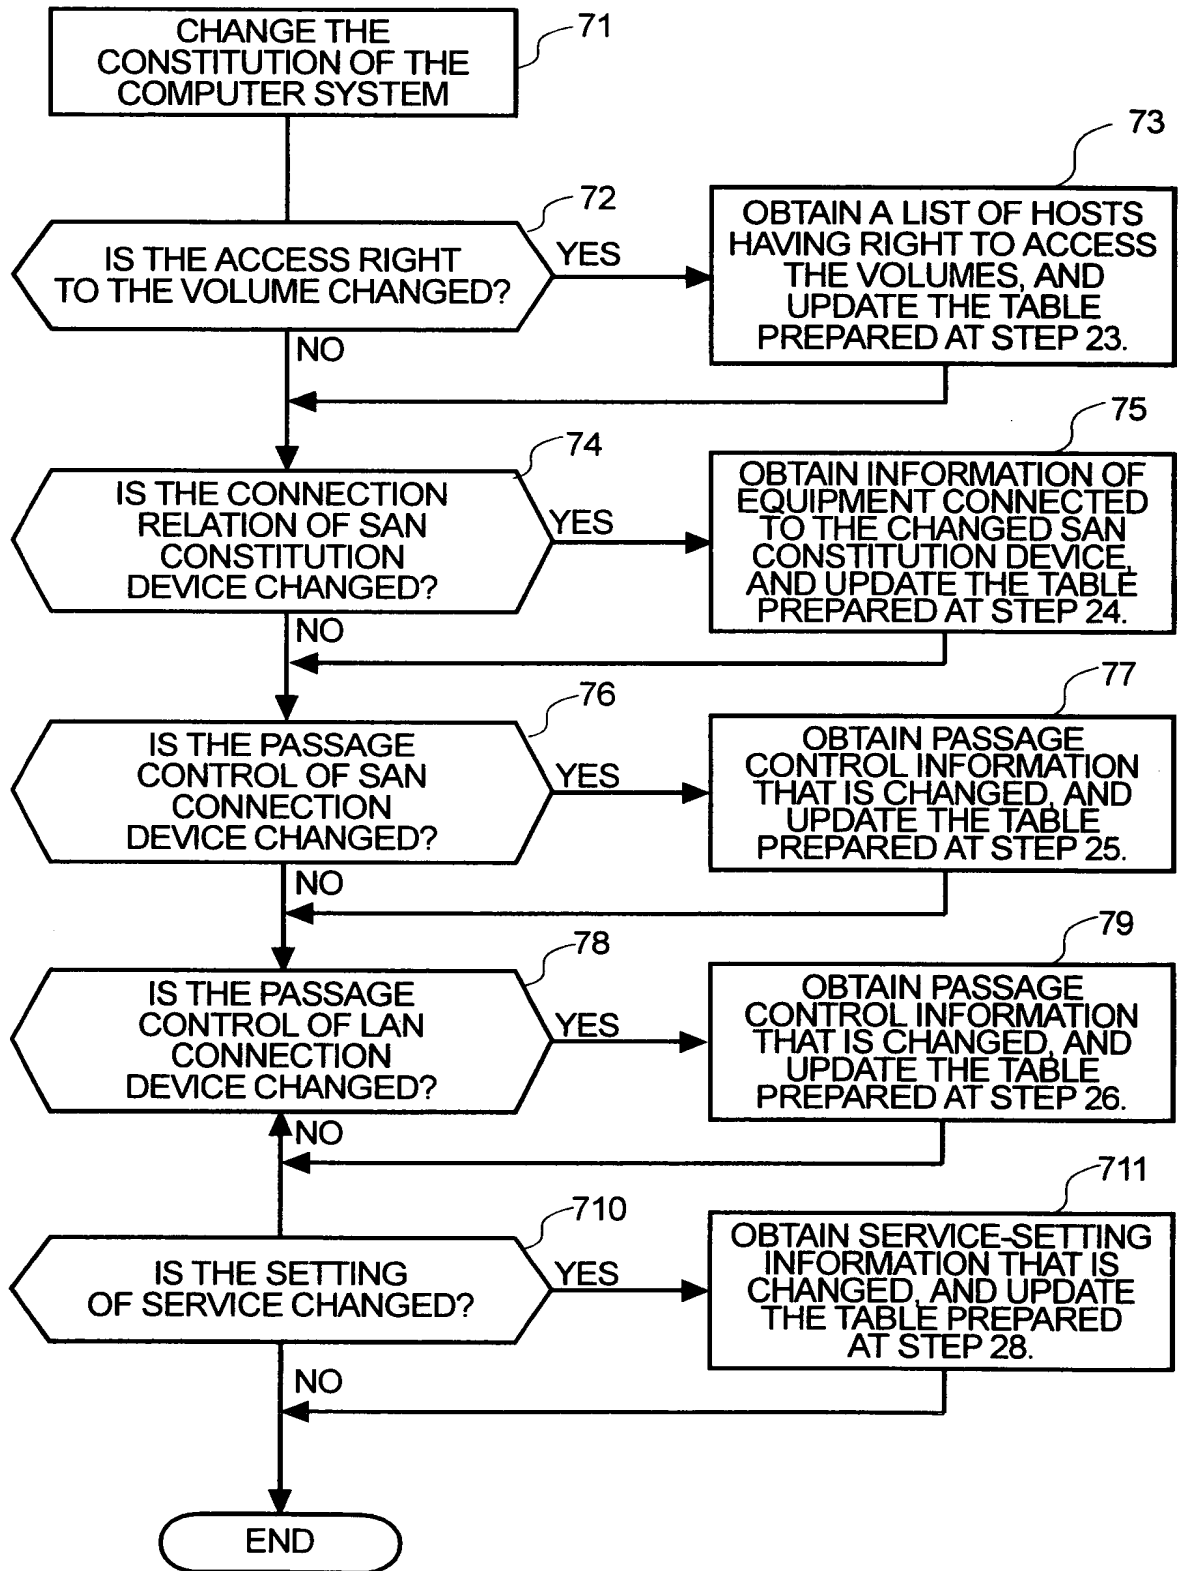 CHANGE THE
CONSTITUTION OF THE
COMPUTER SYSTEM
71
72
IS THE ACCESS RIGHT
TO THE VOLUME CHANGED?
YES
NO
73
OBTAIN A LIST OF HOSTS
HAVING RIGHT TO ACCESS
THE VOLUMES, AND
UPDATE THE TABLE
PREPARED AT STEP 23.
74
IS THE CONNECTION
RELATION OF SAN
CONSTITUTION
DEVICE CHANGED?
YES
NO
75
OBTAIN INFORMATION OF
EQUIPMENT CONNECTED
TO THE CHANGED SAN
CONSTITUTION DEVICE,
AND UPDATE THE TABLE
PREPARED AT STEP 24.
76
IS THE PASSAGE
CONTROL OF SAN
CONNECTION
DEVICE CHANGED?
YES
NO
77
OBTAIN PASSAGE
CONTROL INFORMATION
THAT IS CHANGED, AND
UPDATE THE TABLE
PREPARED AT STEP 25.
78
IS THE PASSAGE
CONTROL OF LAN
CONNECTION
DEVICE CHANGED?
YES
NO
79
OBTAIN PASSAGE
CONTROL INFORMATION
THAT IS CHANGED, AND
UPDATE THE TABLE
PREPARED AT STEP 26.
710
IS THE SETTING
OF SERVICE CHANGED?
YES
NO
711
OBTAIN SERVICE-SETTING
INFORMATION THAT IS
CHANGED, AND UPDATE
THE TABLE PREPARED
AT STEP 28.
END